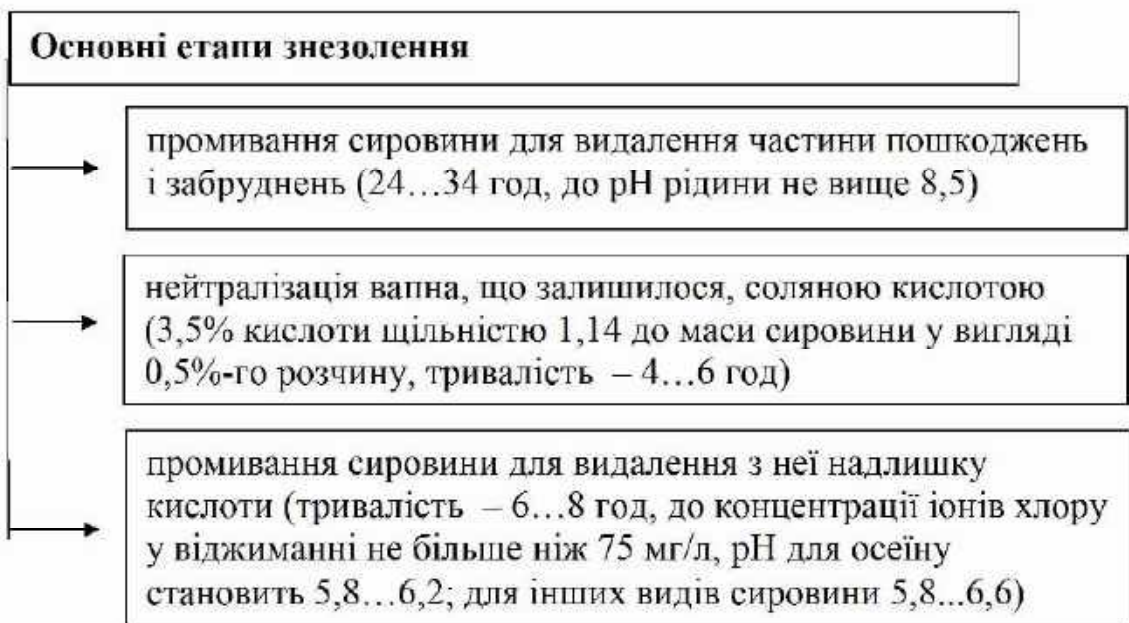 Основні етапи знезолення
промивання сировини для видалення частини пошкоджень
і забруднень (24…34 год, до рН рідини не вище 8,5)
нейтралізація вапна, що залишилося, соляною кислотою
(3,5% кислоти щільністю 1,14 до маси сировини у вигляді
0,5%-го розчину, тривалість – 4…6 год)
промивання сировини для видалення з неї надлишку
кислоти (тривалість – 6…8 год, до концентрації іонів хлору
у віджиманні не більше ніж 75 мг/л, рН для осеїну
становить 5,8…6,2; для інших видів сировини 5,8...6,6)